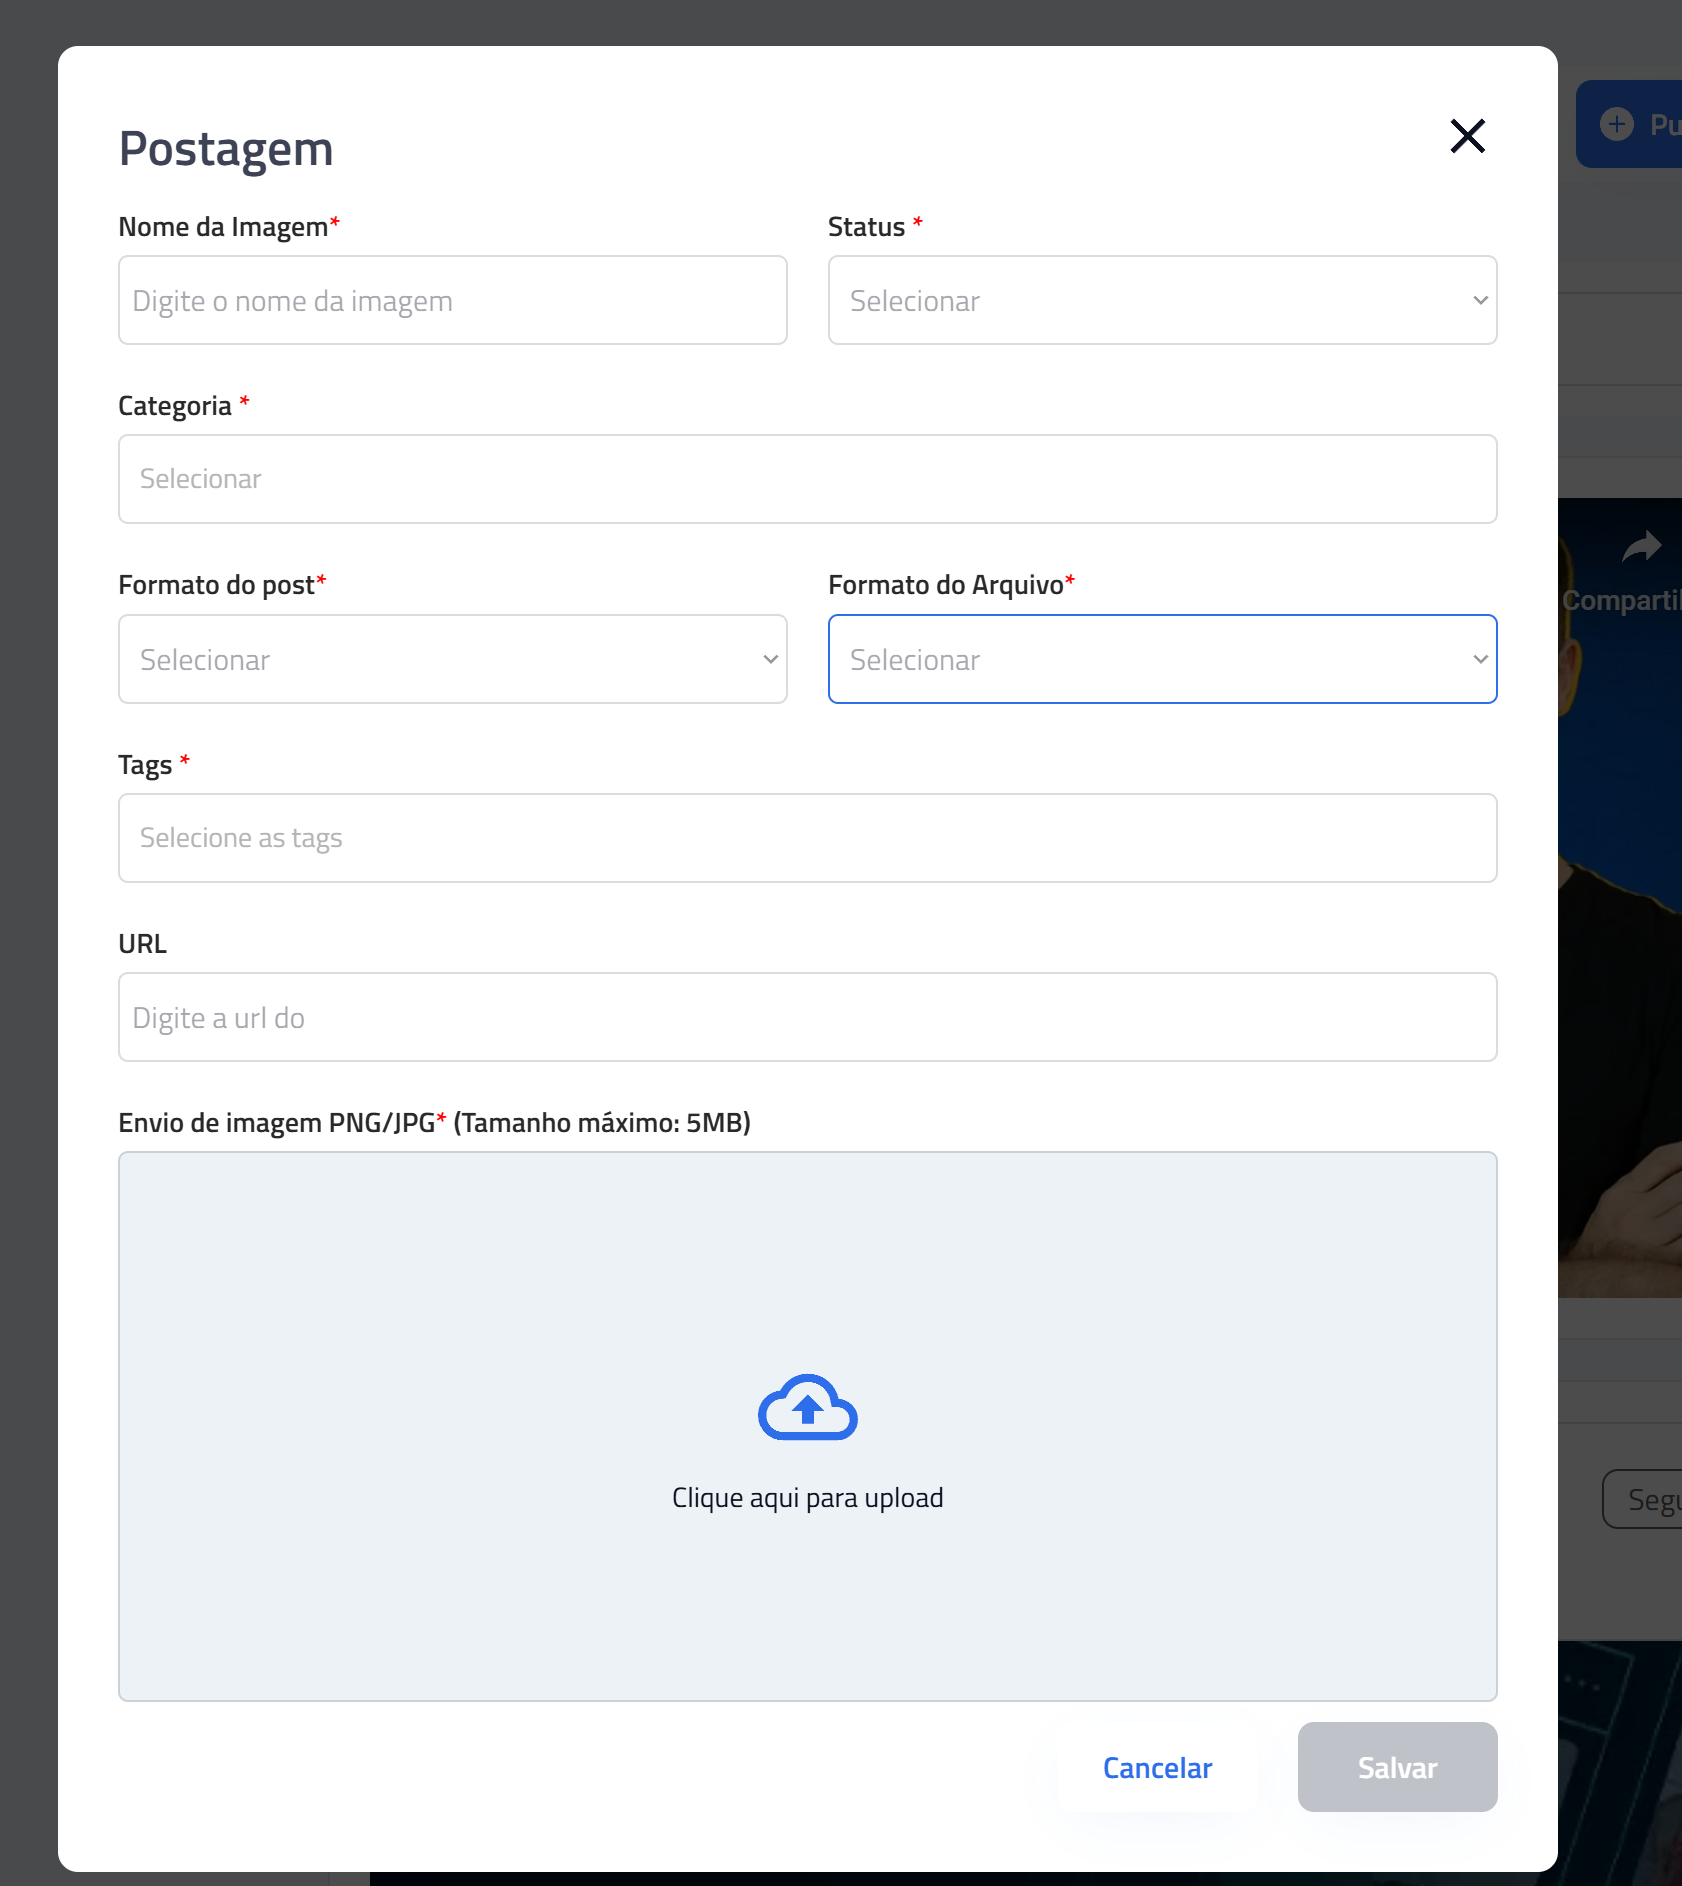 Postagem
Nome da Imagem*
Status *
Digite o nome da imagem
Selecionar
Categoria *
Selecionar
Formato do post*
Formato do Arquivo*
Selecionar
Selecionar
Tags *
Selecione as tags
URL
Digite a url do
Envio de imagem PNG/JPG* (Tamanho máximo: 5MB)
Clique aqui para upload
Cancelar
Salvar
Pu
Comparti
Segu